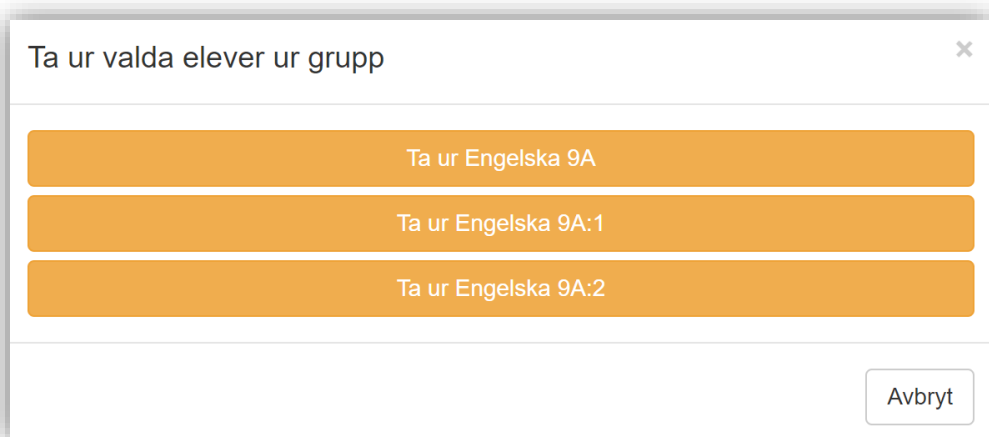 Ta ur valda elever ur grupp
Ta ur Engelska 9A
Ta ur Engelska 9A:1
Ta ur Engelska 9A:2
Avbryt